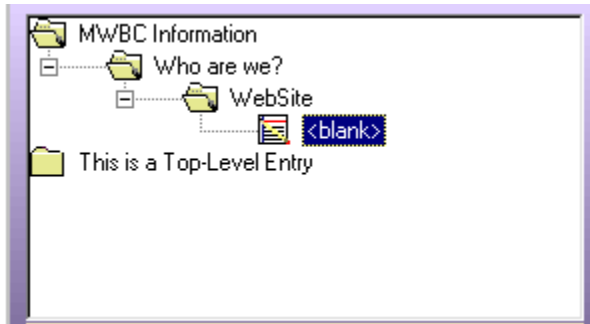 MWBC Information
Who are we?
WebSite
<blank>
This is a Top-Level Entry